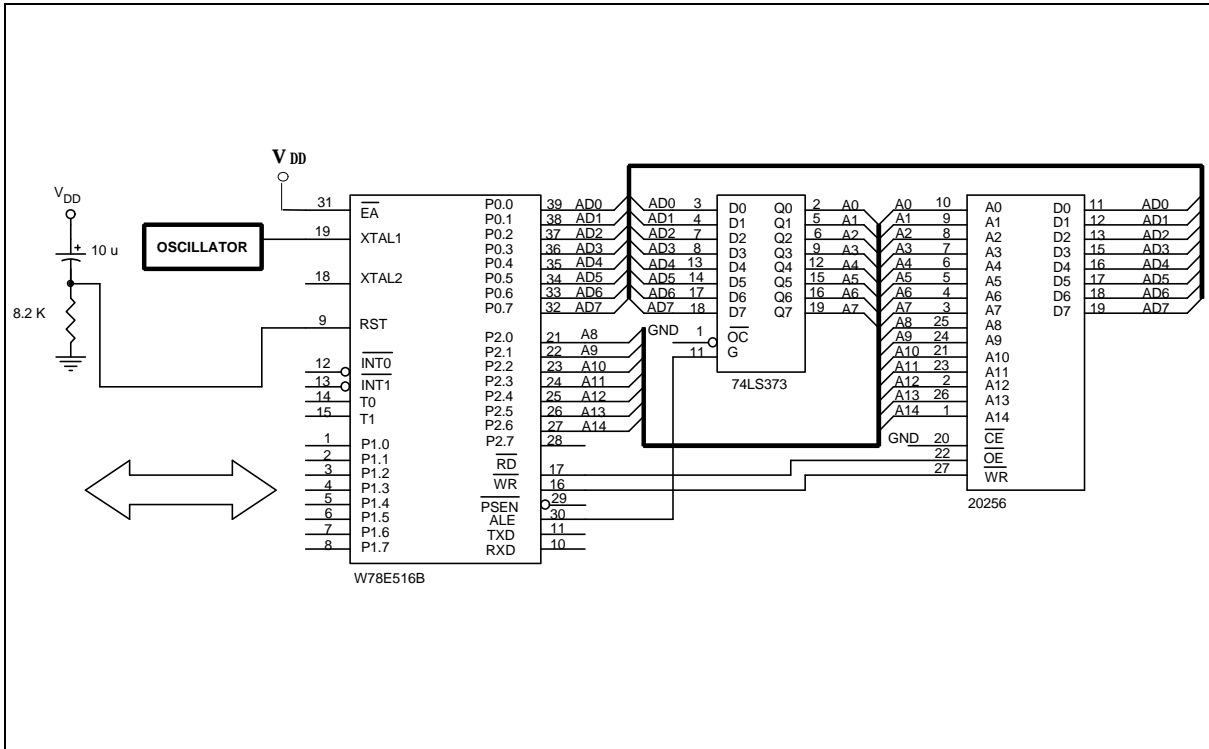 V DD
VDD
10 u
8.2 K
OSCILLATOR
31 EA
19 XTAL1
18 XTAL2
9 RST
12 INT0
13 INT1
14 T0
15 T1
1 P1.0
2 P1.1
3 P1.2
4 P1.3
5 P1.4
6 P1.5
7 P1.6
8 P1.7
P0.0 39 AD0
P0.1 38 AD1
P0.2 37 AD2
P0.3 36 AD3
P0.4 35 AD4
P0.5 34 AD5
P0.6 33 AD6
P0.7 32 AD7
P2.0 21 A8
P2.1 22 A9
P2.2 23 A10
P2.3 24 A11
P2.4 25 A12
P2.5 26 A13
P2.6 27 A14
P2.7 28
RD 17
WR 16
PSEN 29
ALE 30
TXD 11
RXD 10
W78E516B
AD0 3 D0 Q0 2 A0
AD1 4 D1 Q1 5 A1
AD2 7 D2 Q2 6 A2
AD3 8 D3 Q3 9 A3
AD4 13 D4 Q4 12 A4
AD5 14 D5 Q5 15 A5
AD6 17 D6 Q6 16 A6
AD7 18 D7 Q7 19 A7
GND 1 OC
11 G
74LS373
A0 10 A0 D0 11 AD0
A1 9 A1 D1 12 AD1
A2 8 A2 D2 13 AD2
A3 7 A3 D3 15 AD3
A4 6 A4 D4 16 AD4
A5 5 A5 D5 17 AD5
A6 4 A6 D6 18 AD6
A7 3 A7 D7 19 AD7
A8 25 A8
A9 24 A9
A10 21 A10
A11 23 A11
A12 2 A12
A13 26 A13
A14 1 A14
GND 20 CE
22 OE
27 WR
20256